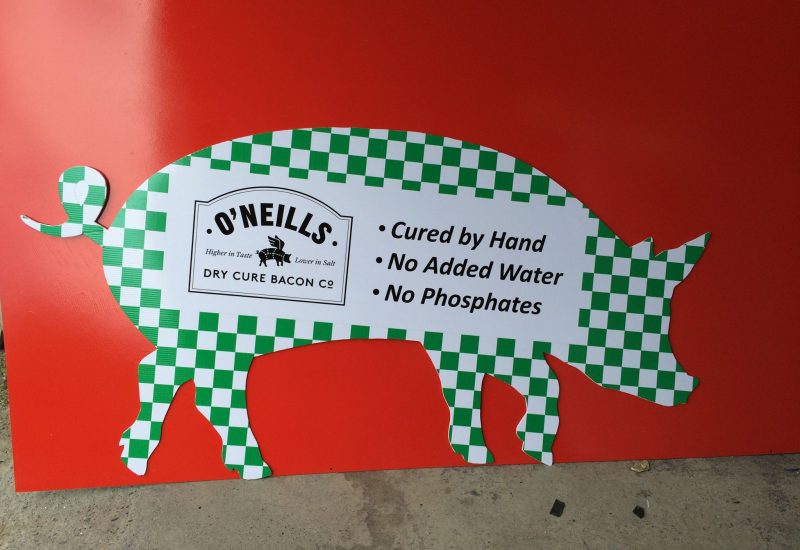 O'NEILLS
Higher in Taste Lower in Salt
DRY CURE BACON Co
• Cured by Hand
• No Added Water
• No Phosphates